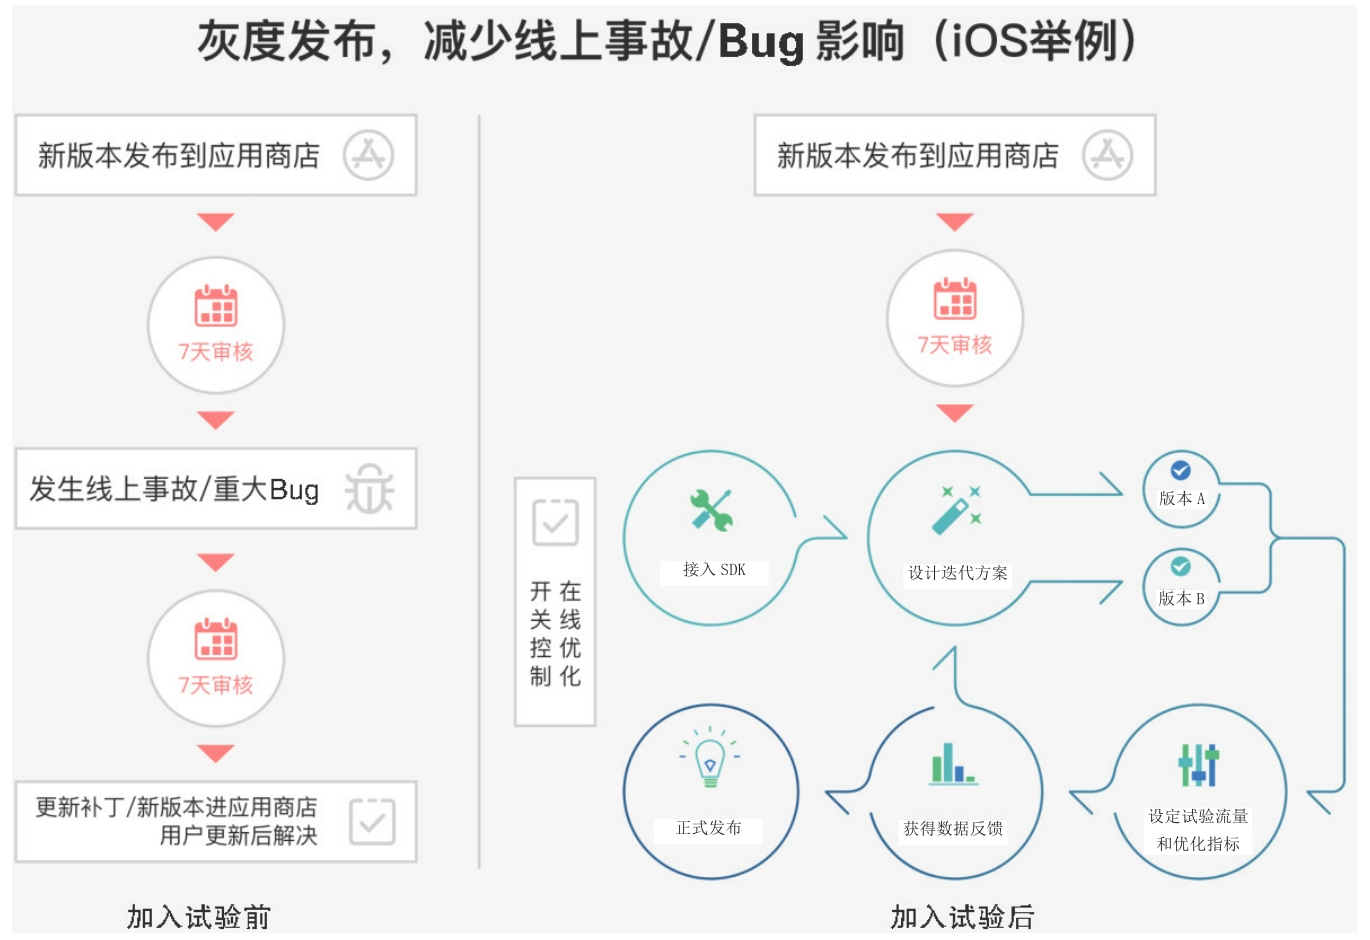 灰度发布，减少线上事故/Bug 影响（iOS举例）
新版本发布到应用商店
7天审核
发生线上事故/重大Bug
7天审核
更新补丁/新版本进应用商店
用户更新后解决
加入试验前
新版本发布到应用商店
7天审核
在线优化
开关控制
接入 SDK
设计迭代方案
版本 A
版本 B
设定试验流量
和优化指标
获得数据反馈
正式发布
加入试验后